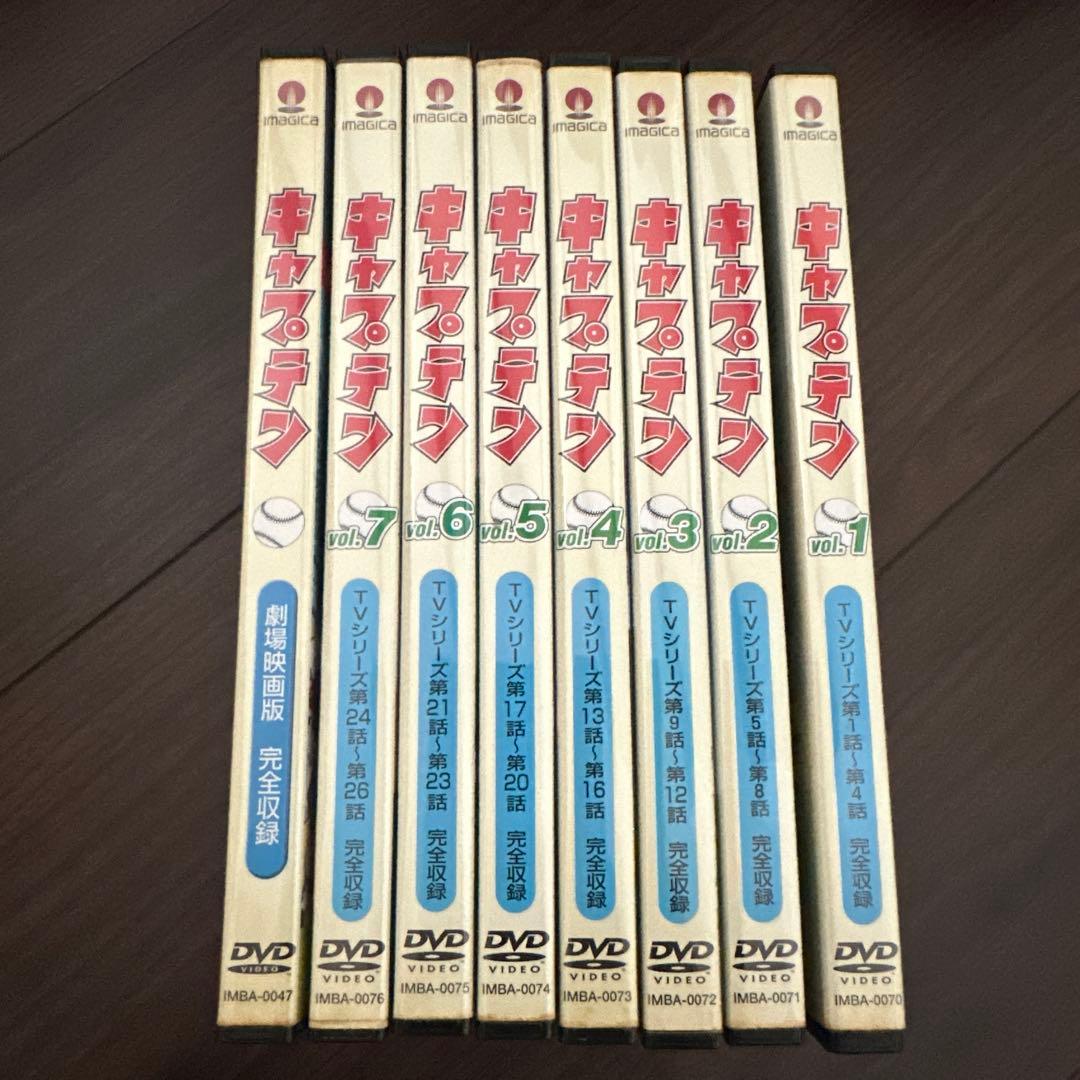 imagica
キャプテン
劇場映画版 完全収録
DVD
VIDEO
IMBA-0047
imagica
キャプテン
vol.7
TVシリーズ第24話～第26話 完全収録
DVD
VIDEO
IMBA-0076
imagica
キャプテン
vol.6
TVシリーズ第21話～第23話 完全収録
DVD
VIDEO
IMBA-0075
imagica
キャプテン
vol.5
TVシリーズ第17話～第20話 完全収録
DVD
VIDEO
IMBA-0074
imagica
キャプテン
vol.4
TVシリーズ第13話～第16話 完全収録
DVD
VIDEO
IMBA-0073
imagica
キャプテン
vol.3
TVシリーズ第9話～第12話 完全収録
DVD
VIDEO
IMBA-0072
imagica
キャプテン
vol.2
TVシリーズ第5話～第8話 完全収録
DVD
VIDEO
IMBA-0071
imagica
キャプテン
vol.1
TVシリーズ第1話～第4話 完全収録
DVD
VIDEO
IMBA-0070